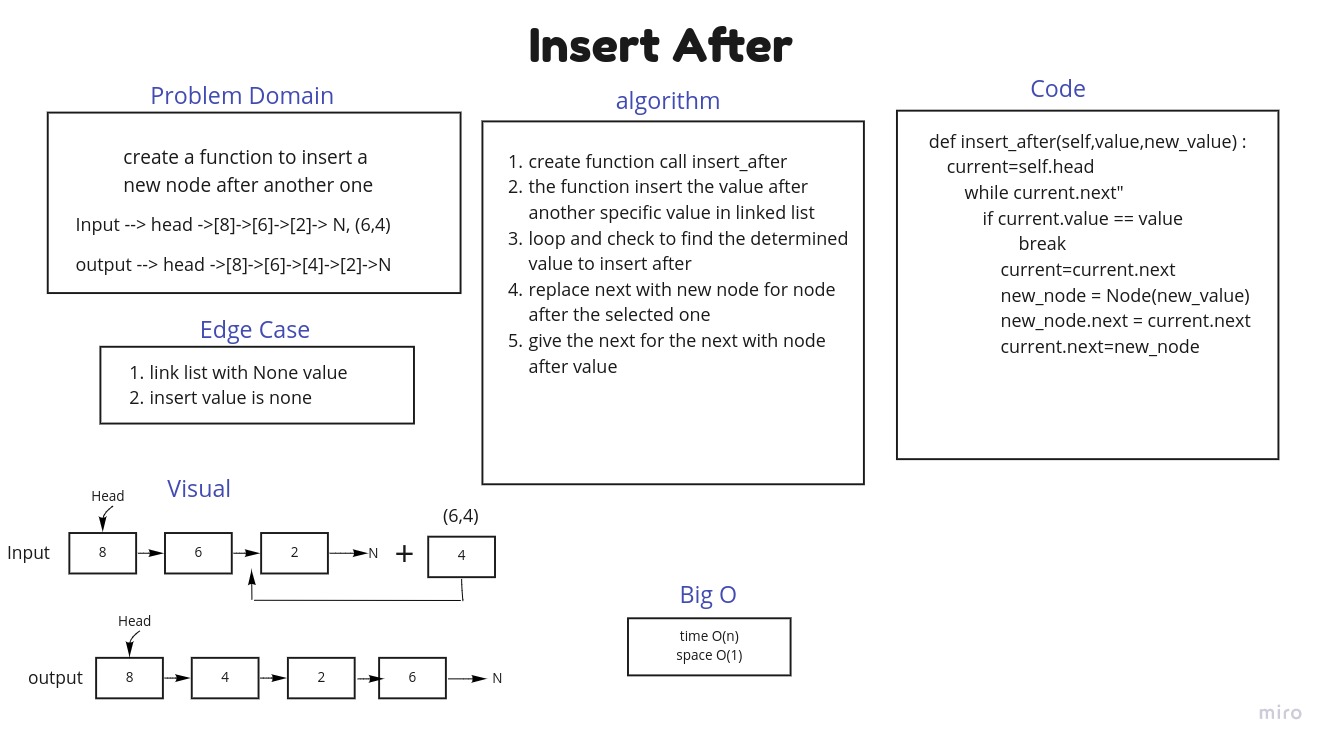 Insert After
Problem Domain
create a function to insert a
new node after another one
Input --> head ->[8]->[6]->[2]-> N, (6,4)
output --> head ->[8]->[6]->[4]->[2]->N
Edge Case
1. link list with None value
2. insert value is none
algorithm
1. create function call insert_after
2. the function insert the value after
another specific value in linked list
3. loop and check to find the determined
value to insert after
4. replace next with new node for node
after the selected one
5. give the next for the next with node
after value
Code
def insert_after(self,value,new_value) :
current=self.head
while current.next"
if current.value == value
break
current=current.next
new_node = Node(new_value)
new_node.next = current.next
current.next=new_node
Visual
Head
(6,4)
Input 8 6 2 N + 4
Head
output 8 4 2 6 N
Big O
time O(n)
space O(1)
miro